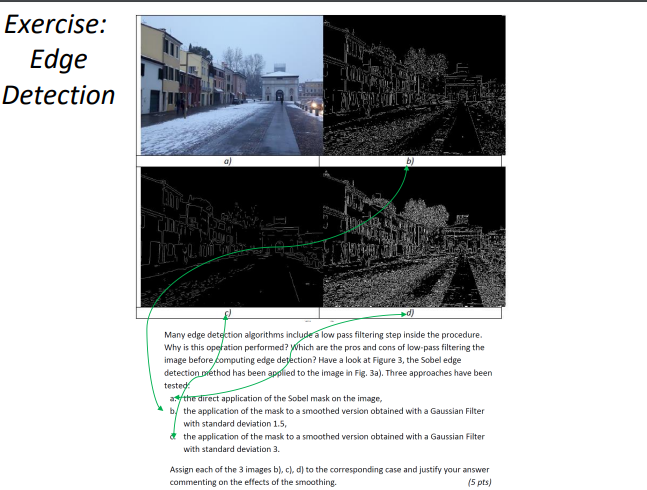 Exercise:
Edge
Detection
a)
b)
c)
d)
Many edge detection algorithms include a low pass filtering step inside the procedure.
Why is this operation performed? Which are the pros and cons of low-pass filtering the
image before computing edge detection? Have a look at Figure 3, the Sobel edge
detection method has been applied to the image in Fig. 3a). Three approaches have been
tested:
a. the direct application of the Sobel mask on the image,
b. the application of the mask to a smoothed version obtained with a Gaussian Filter
with standard deviation 1.5,
c. the application of the mask to a smoothed version obtained with a Gaussian Filter
with standard deviation 3.
Assign each of the 3 images b), c), d) to the corresponding case and justify your answer
commenting on the effects of the smoothing. (5 pts)